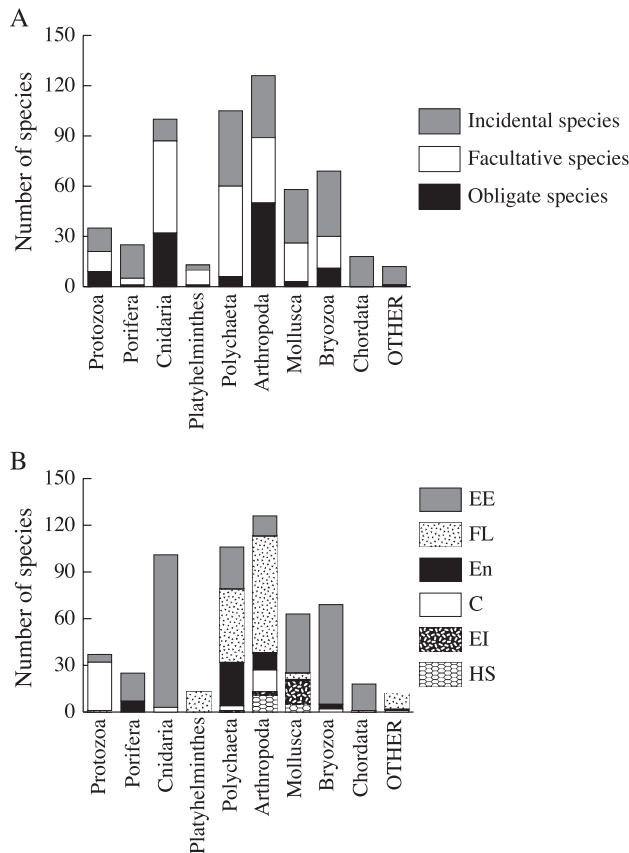 A
150
120
90
60
30
0
Number of species
Incidental species
Facultative species
Obligate species
Protozoa
Porifera
Cnidaria
Platyhelminthes
Polychaeta
Arthropoda
Mollusca
Bryozoa
Chordata
OTHER
B
150
120
90
60
30
0
Number of species
EE
FL
En
C
EI
HS
Protozoa
Porifera
Cnidaria
Platyhelminthes
Polychaeta
Arthropoda
Mollusca
Bryozoa
Chordata
OTHER